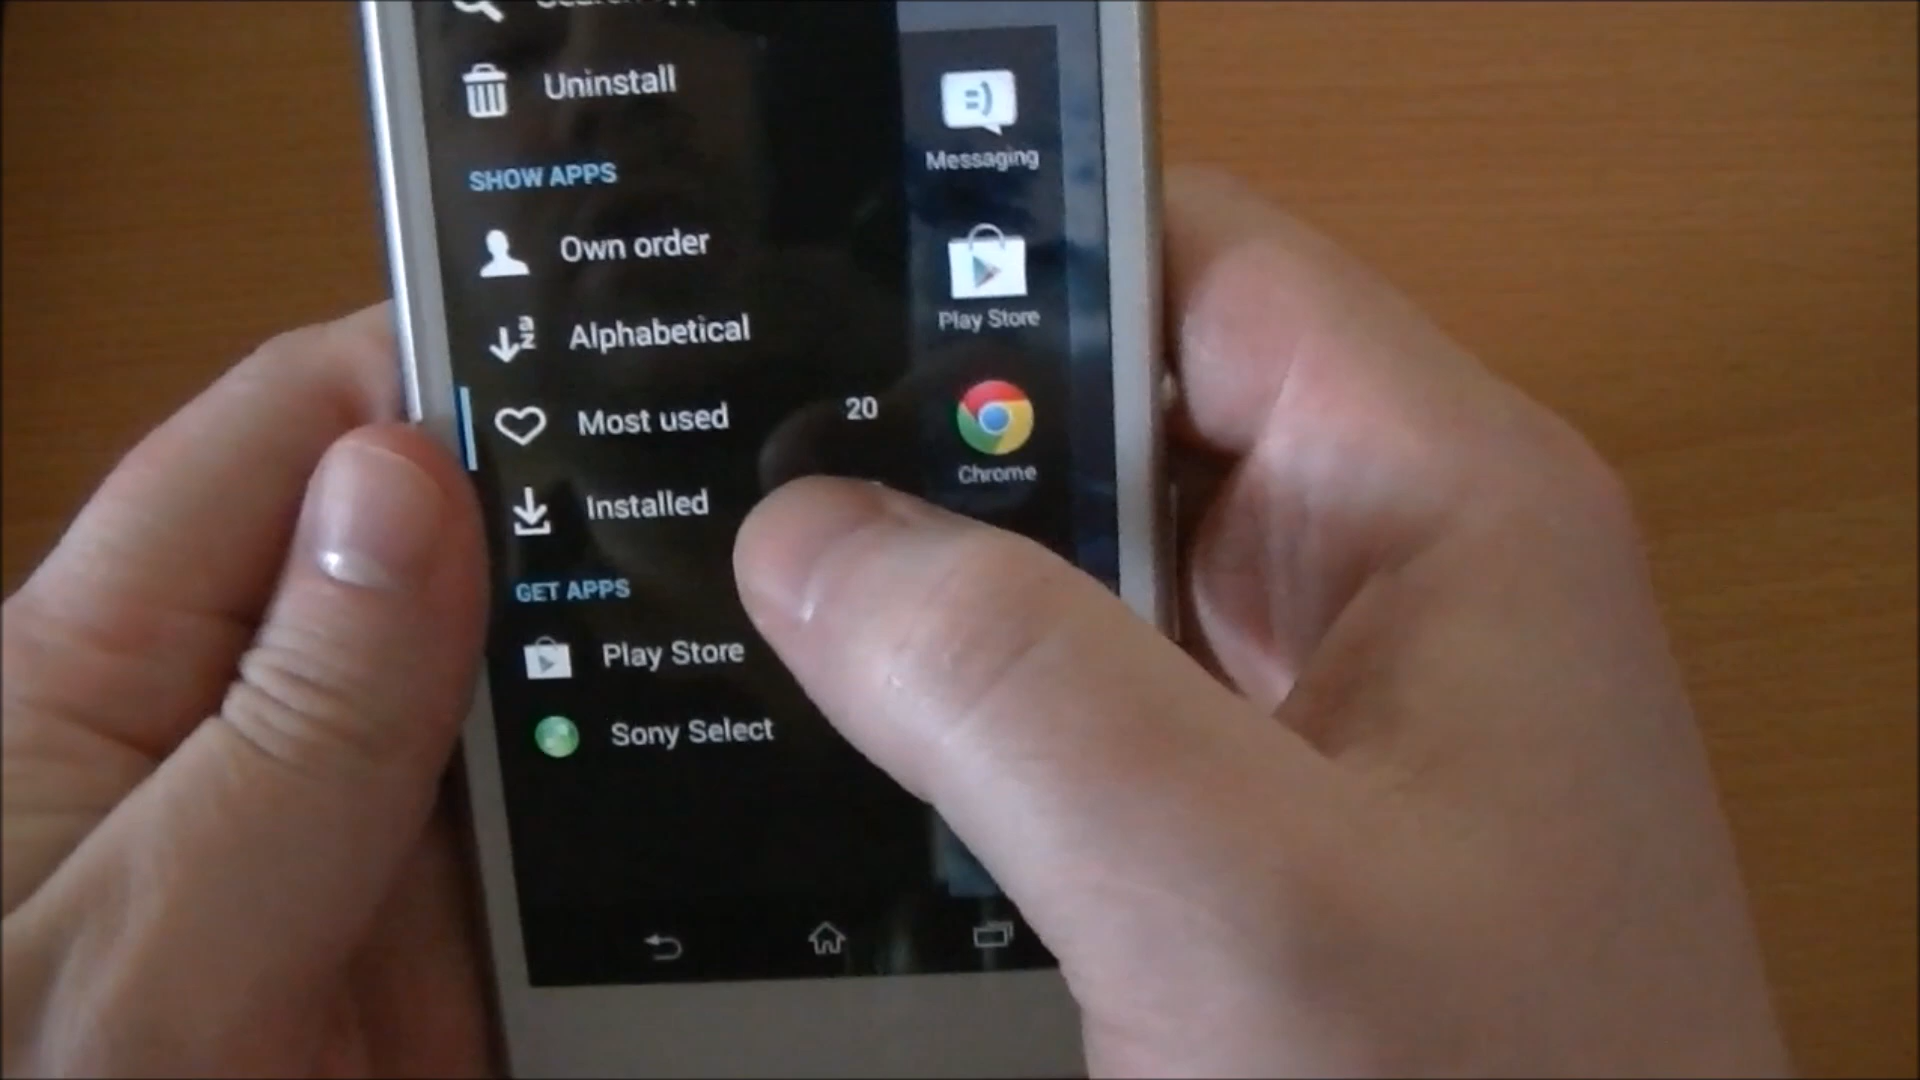 Uninstall
SHOW APPS
Own order
Alphabetical
Most used 20
Installed
GET APPS
Play Store
Sony Select
Messaging
Play Store
Chrome